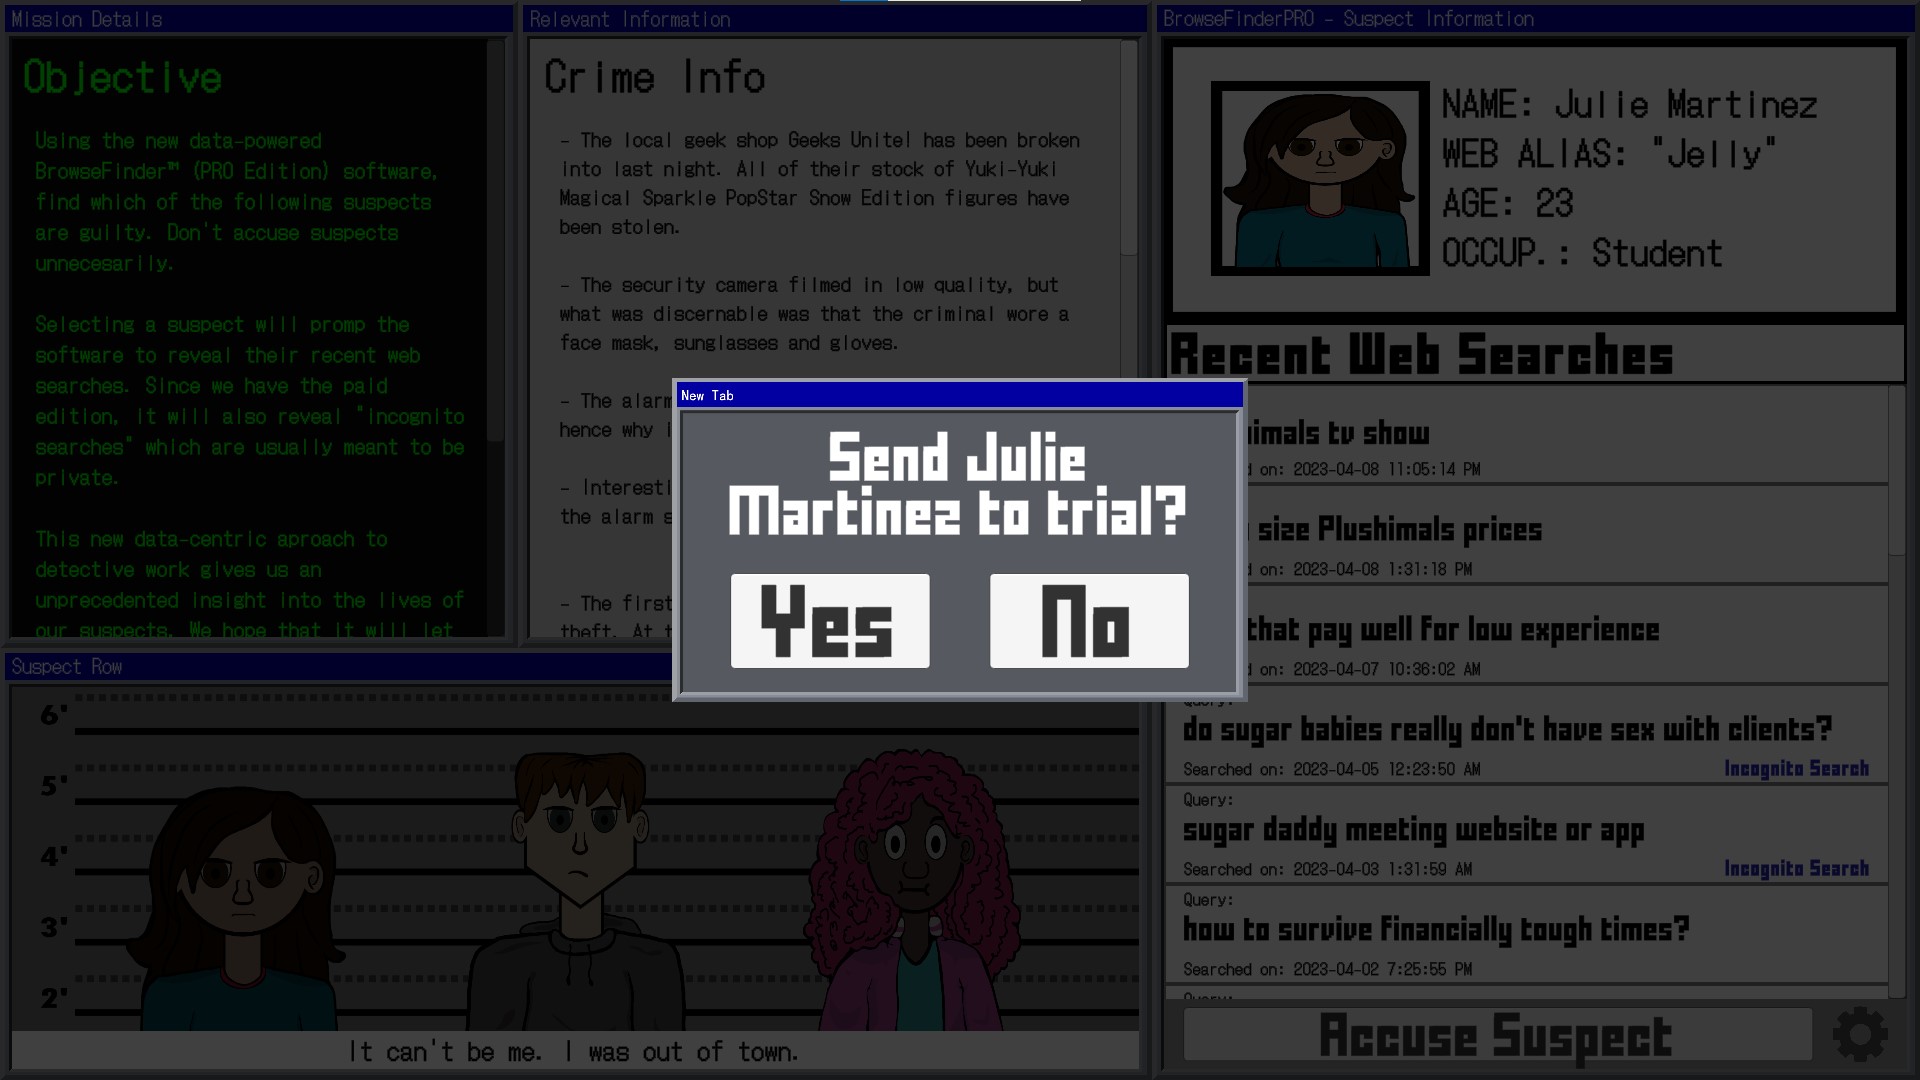 Mission Details
Objective
Using the new data-powered
BrowseFinder™ (PRO Edition) software,
find which of the following suspects
are guilty. Don't accuse suspects
unnecesarily.
Selecting a suspect will promp the
software to reveal their recent web
searches. Since we have the paid
edition, it will also reveal "incognito
searches" which are usually meant to be
private.
This new data-centric aproach to
detective work gives us an
unprecedented insight into the lives of
our suspects. We hope that it will let
Relevant Information
Crime Info
- The local geek shop Geeks Unite! has been broken
into last night. All of their stock of Yuki-Yuki
Magical Sparkle PopStar Snow Edition figures have
been stolen.
- The security camera filmed in low quality, but
what was discernable was that the criminal wore a
face mask, sunglasses and gloves.
- The alarm
hence why
- Interesti
the alarm
- The first
theft. At
BrowseFinderPRO - Suspect Information
NAME: Julie Martinez
WEB ALIAS: "Jelly"
AGE: 23
OCCUP.: Student
Recent Web Searches
tv show
on: 2023-04-08 11:05:14 PM
size Plushimals prices
on: 2023-04-08 1:31:18 PM
that pay well for low experience
on: 2023-04-07 10:36:02 AM
Query:
do sugar babies really don't have sex with clients?
Searched on: 2023-04-05 12:23:50 AM
Incognito Search
Query:
sugar daddy meeting website or app
Searched on: 2023-04-03 1:31:59 AM
Incognito Search
Query:
how to survive financially tough times?
Searched on: 2023-04-02 7:25:55 PM
Query:
Accuse Suspect
New Tab
Send Julie
Martinez to trial?
Yes
No
Suspect Row
6'
5'
4'
3'
2'
It can't be me. I was out of town.